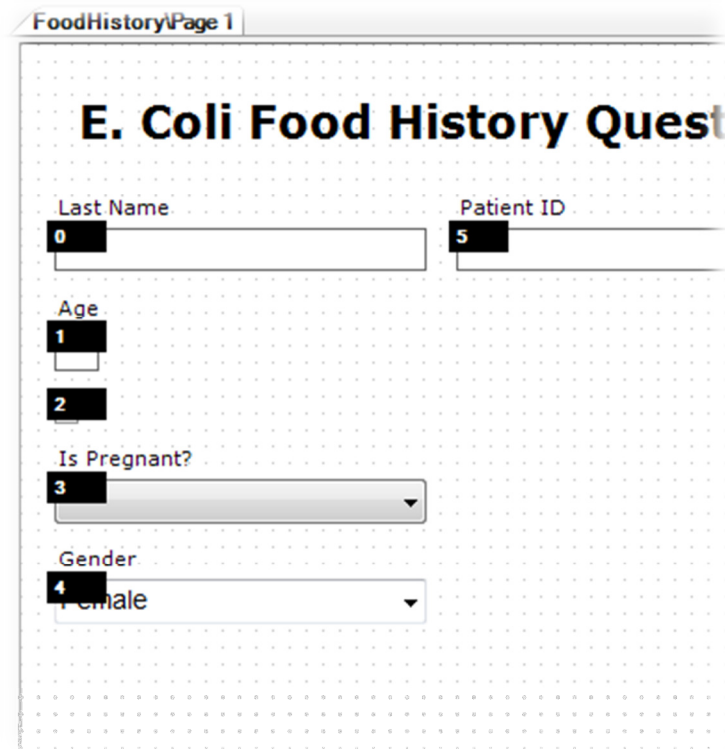 FoodHistory\Page 1
E. Coli Food History Quest
Last Name Patient ID
0 5
Age
1
2
Is Pregnant?
3
Gender
4
Female